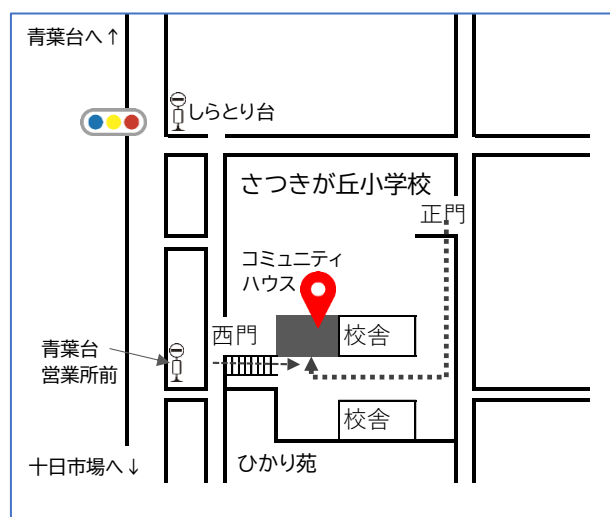 青葉台へ↑
しらとり台
さつきが丘小学校
正門
コミュニティ
ハウス
西門
校舎
青葉台
営業所前
校舎
十日市場へ↓
ひかり苑